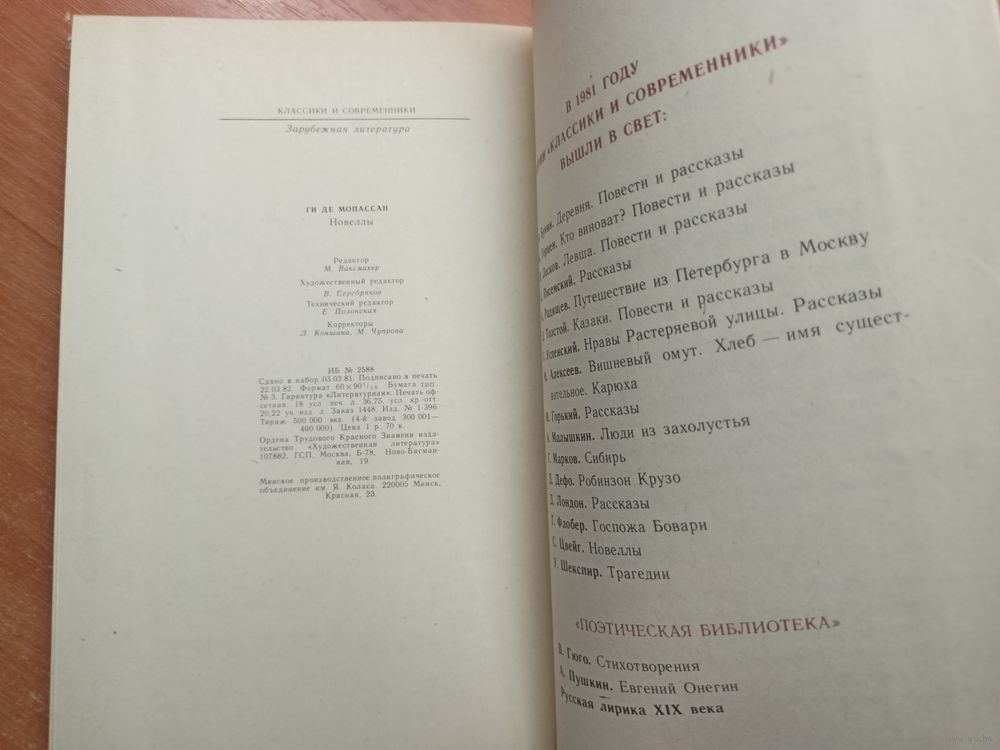 КЛАССИКИ И СОВРЕМЕННИКИ
Зарубежная литература
ГИ ДЕ МОПАССАН
Новеллы
Редактор
М. Ваксмахер
Художественный редактор
В. Серебряков
Технический редактор
Е. Полонская
Корректоры
Л. Коншина, М. Чупрова
ИБ № 2588
Сдано в набор 03.03.81. Подписано в печать
22.03.82. Формат 60×90¹/₁₆ Бумага тип.
№ 3. Гарнитура «Литературная». Печать оф-
сетная. 18 усл. печ. л. 36,75. усл. кр.-отт.
20,22 уч. изд. л. Заказ 1448. Изд. № 1-396
Тираж 500 000 экз. (4-й завод 300 001—
400 000). Цена 1 р. 70 к.
Ордена Трудового Красного Знамени изда-
тельство «Художественная литература»
107882, ГСП, Москва, Б-78, Ново-Басман-
ная, 19.
Минское производственное полиграфическое
объединение им. Я. Коласа. 220005 Минск,
Красная, 23.
В 1981 ГОДУ
«КЛАССИКИ И СОВРЕМЕННИКИ»
ВЫШЛИ В СВЕТ:
Бунин. Деревня. Повести и рассказы
Герцен. Кто виноват? Повести и рассказы
Лесков. Левша. Повести и рассказы
Писемский. Рассказы
Радищев. Путешествие из Петербурга в Москву
Толстой. Казаки. Повести и рассказы
Успенский. Нравы Растеряевой улицы. Рассказы
Алексеев. Вишневый омут. Хлеб — имя сущест-
вительное. Карюха
Горький. Рассказы
А. Малышкин. Люди из захолустья
Г. Марков. Сибирь
Д. Дефо. Робинзон Крузо
Д. Лондон. Рассказы
Г. Флобер. Госпожа Бовари
С. Цвейг. Новеллы
У. Шекспир. Трагедии
«ПОЭТИЧЕСКАЯ БИБЛИОТЕКА»
В. Гюго. Стихотворения
А. Пушкин. Евгений Онегин
Русская лирика XIX века